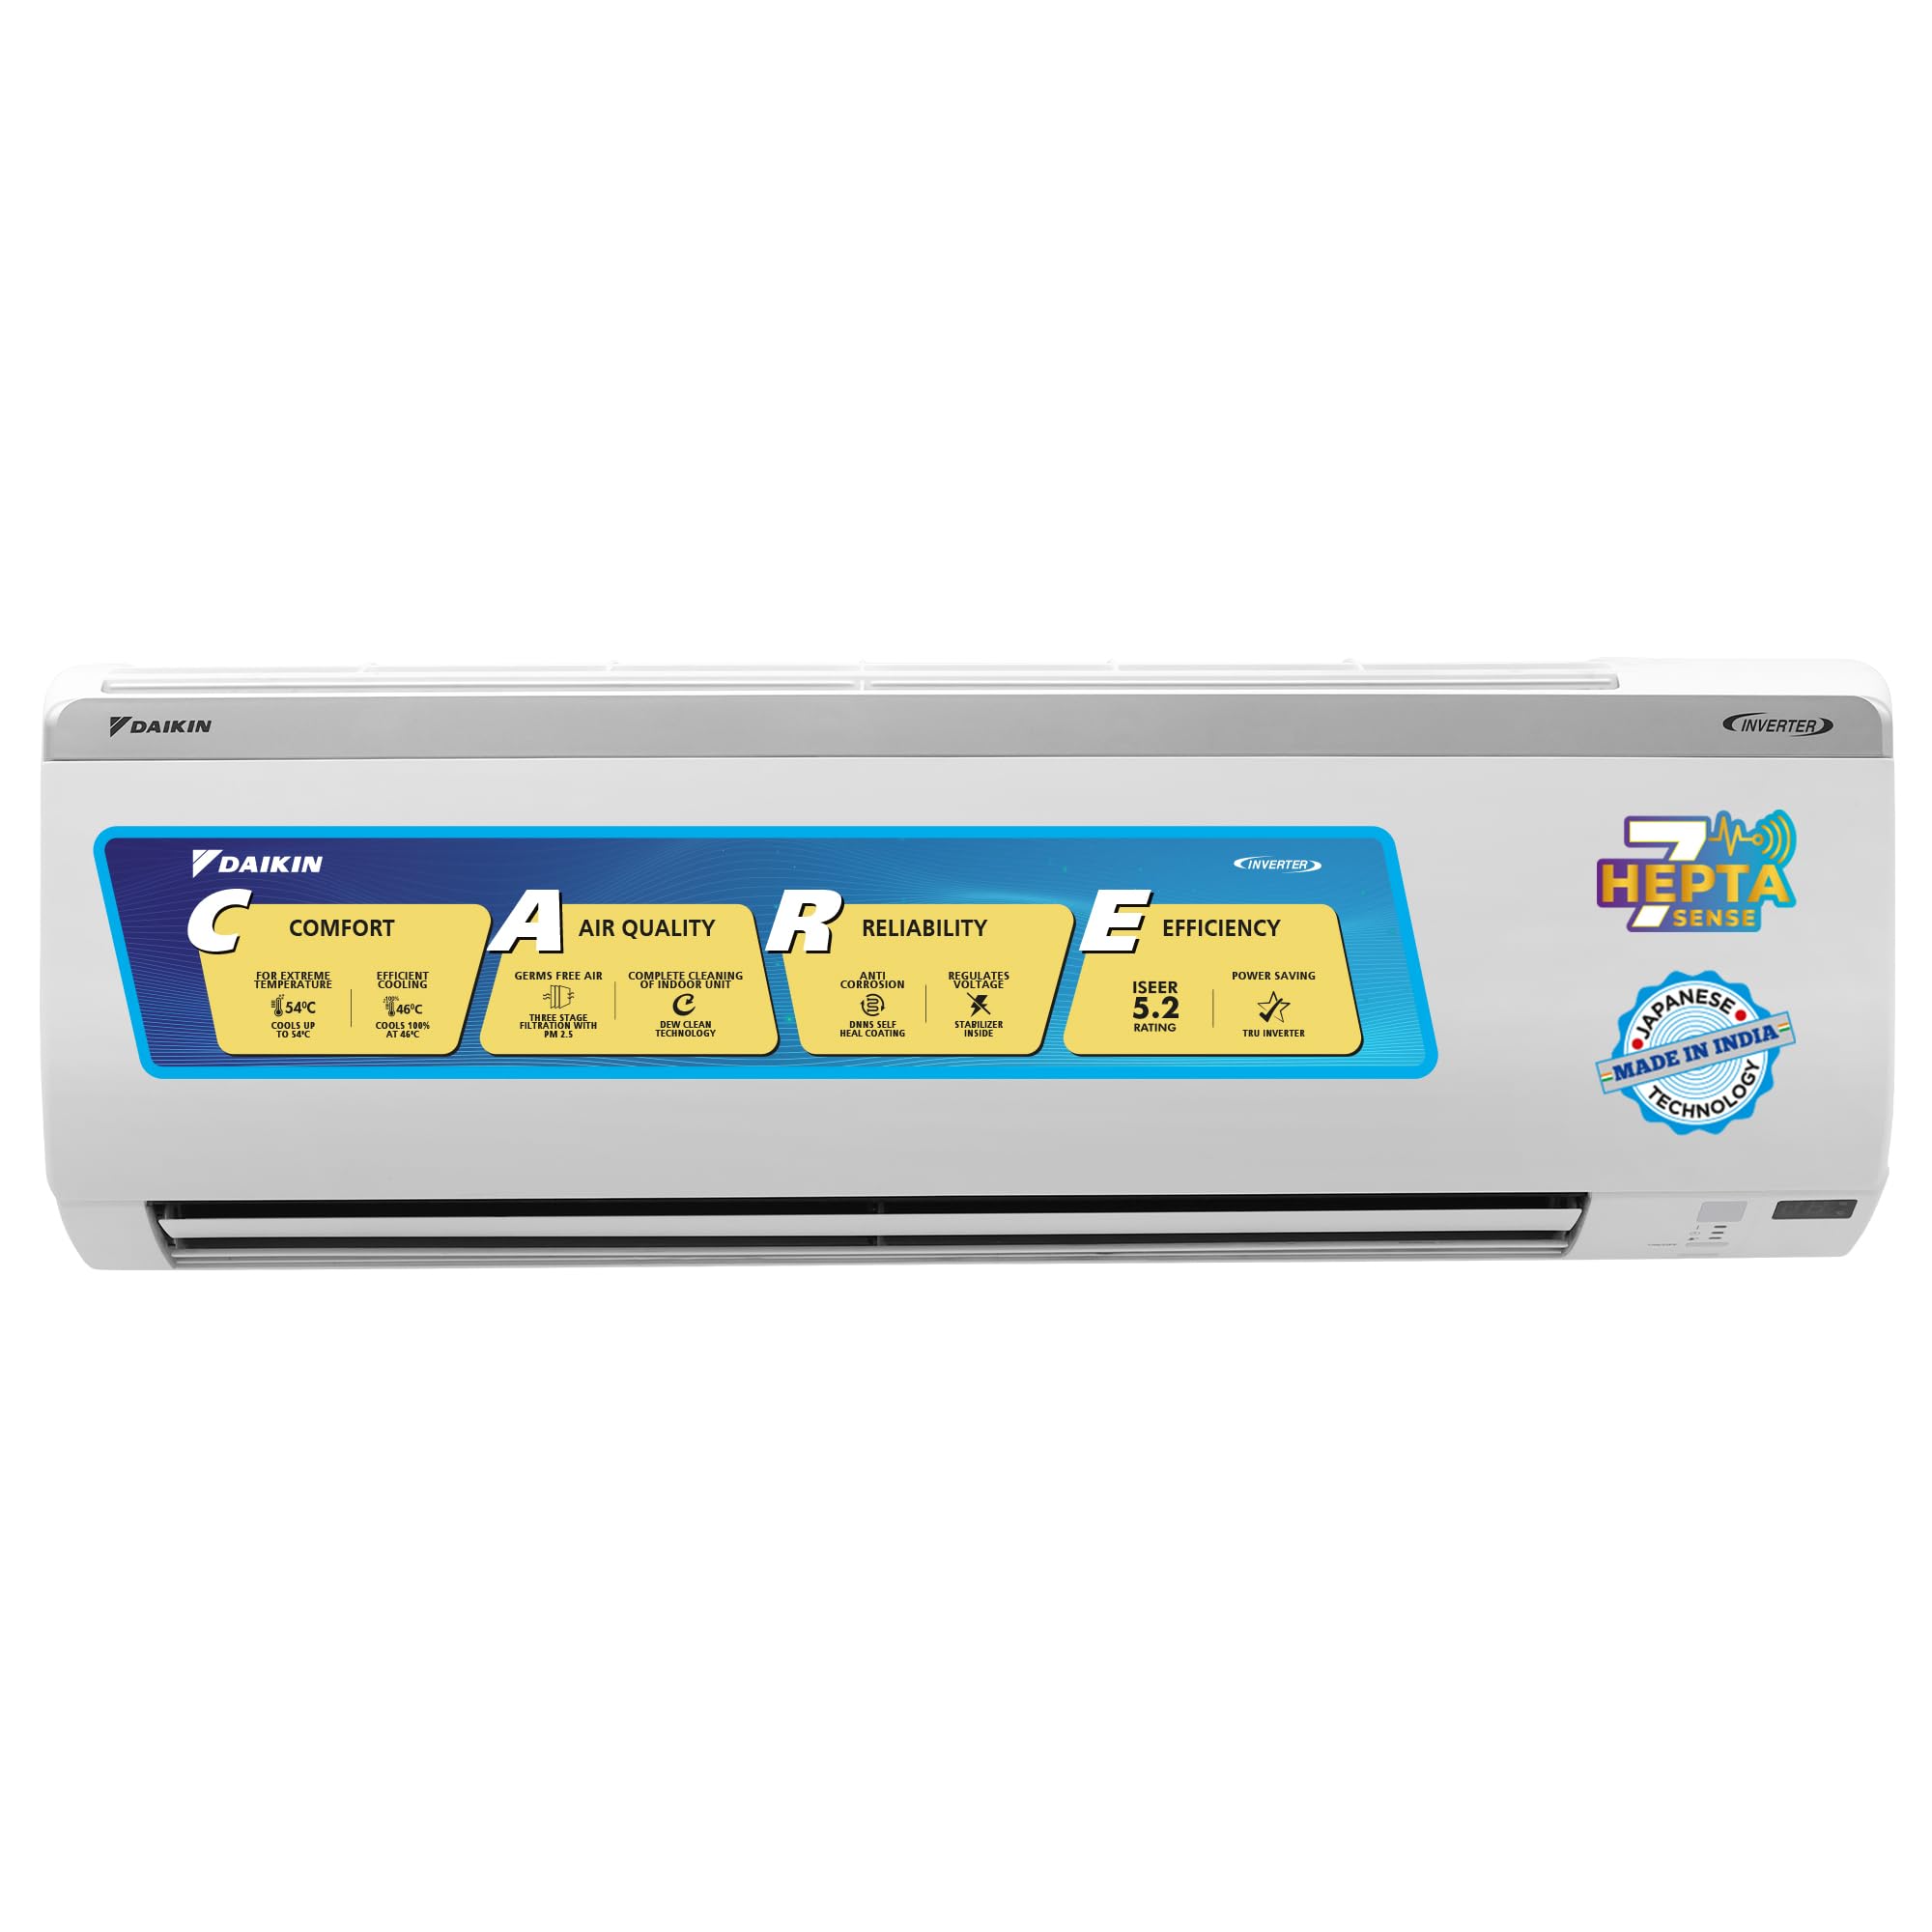 DAIKIN
INVERTER
DAIKIN
INVERTER
C COMFORT
FOR EXTREME
TEMPERATURE
54°C
COOLS UP
TO 54°C
EFFICIENT
COOLING
100%
46°C
COOLS 100%
AT 46°C
A AIR QUALITY
GERMS FREE AIR
THREE STAGE
FILTRATION WITH
PM 2.5
COMPLETE CLEANING
OF INDOOR UNIT
DEW CLEAN
TECHNOLOGY
R RELIABILITY
ANTI
CORROSION
DNNS SELF
HEAL COATING
REGULATES
VOLTAGE
STABILIZER
INSIDE
E EFFICIENCY
ISEER
5.2
RATING
POWER SAVING
TRU INVERTER
7
HEPTA
SENSE
JAPANESE
MADE IN INDIA
TECHNOLOGY